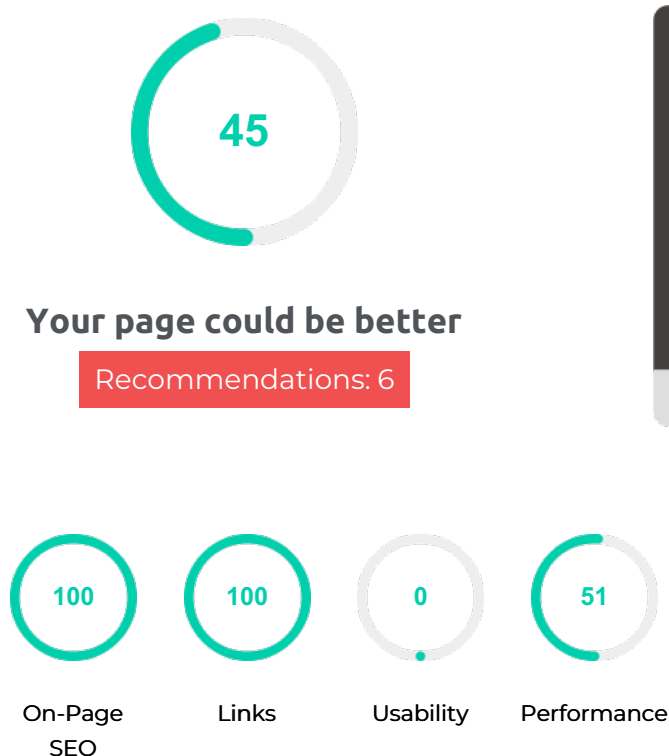 45
Your page could be better
Recommendations: 6
100
100
0
51
On-Page
SEO
Links
Usability
Performance